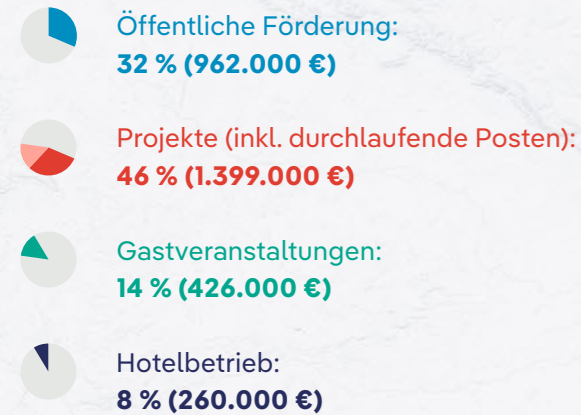 Öffentliche Förderung:
32 % (962.000 €)
Projekte (inkl. durchlaufende Posten):
46 % (1.399.000 €)
Gastveranstaltungen:
14 % (426.000 €)
Hotelbetrieb:
8 % (260.000 €)